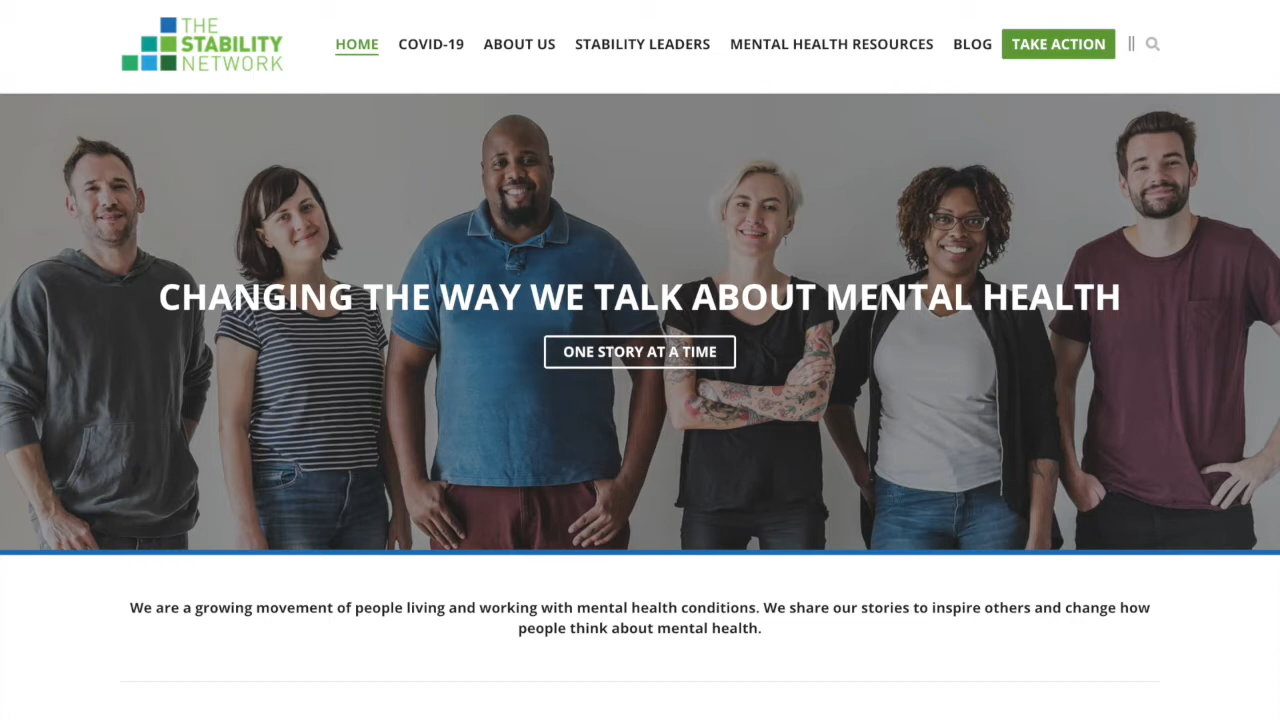 THE
STABILITY
NETWORK
HOME COVID-19 ABOUT US STABILITY LEADERS MENTAL HEALTH RESOURCES BLOG TAKE ACTION
CHANGING THE WAY WE TALK ABOUT MENTAL HEALTH
ONE STORY AT A TIME
We are a growing movement of people living and working with mental health conditions. We share our stories to inspire others and change how
people think about mental health.